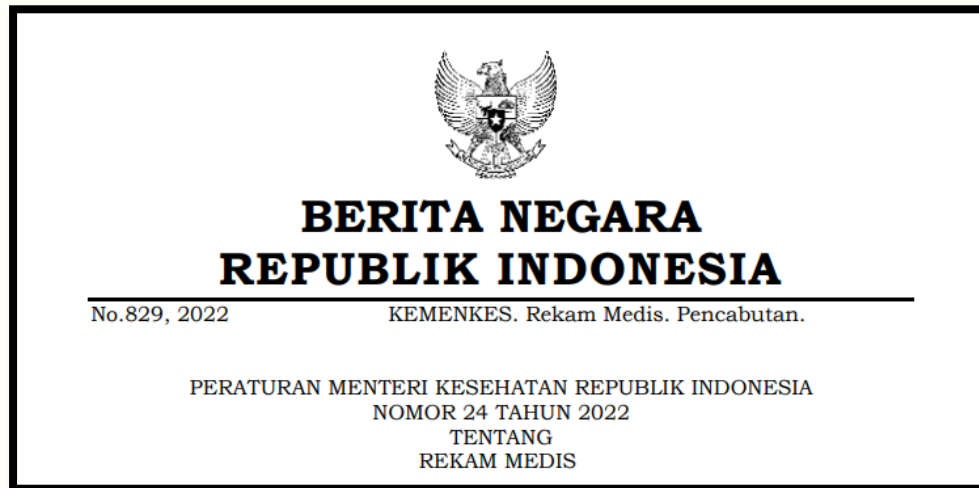 BERITA NEGARA
REPUBLIK INDONESIA
No.829, 2022 KEMENKES. Rekam Medis. Pencabutan.
PERATURAN MENTERI KESEHATAN REPUBLIK INDONESIA
NOMOR 24 TAHUN 2022
TENTANG
REKAM MEDIS